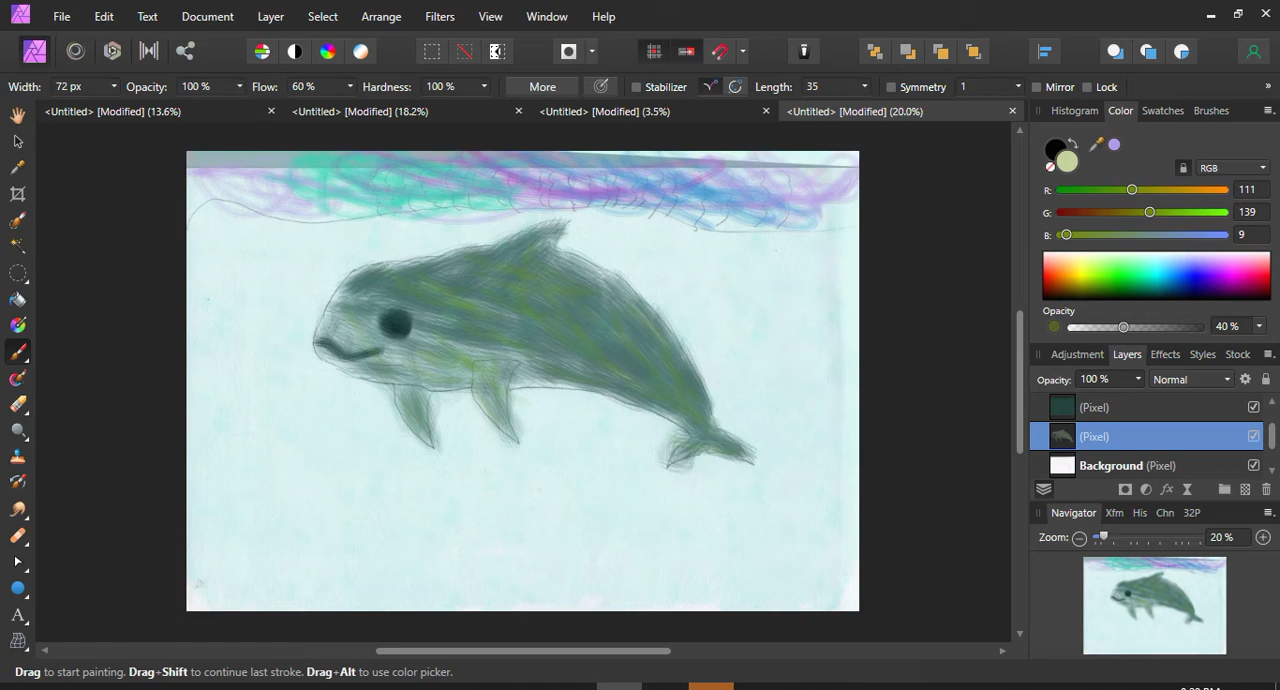 File Edit Text Document Layer Select Arrange Filters View Window Help
Width: 72 px Opacity: 100 % Flow: 60 % Hardness: 100 % More Stabilizer Length: 35 Symmetry 1 Mirror Lock
<Untitled> [Modified] (13.6%) <Untitled> [Modified] (18.2%) <Untitled> [Modified] (3.5%) <Untitled> [Modified] (20.0%)
Histogram Color Swatches Brushes
RGB
R: 111
G: 139
B: 9
Opacity
40 %
Adjustment Layers Effects Styles Stock
Opacity: 100 % Normal
(Pixel)
(Pixel)
Background (Pixel)
Navigator Xfm His Chn 32P
Zoom: 20 %
Drag to start painting. Drag+Shift to continue last stroke. Drag+Alt to use color picker.